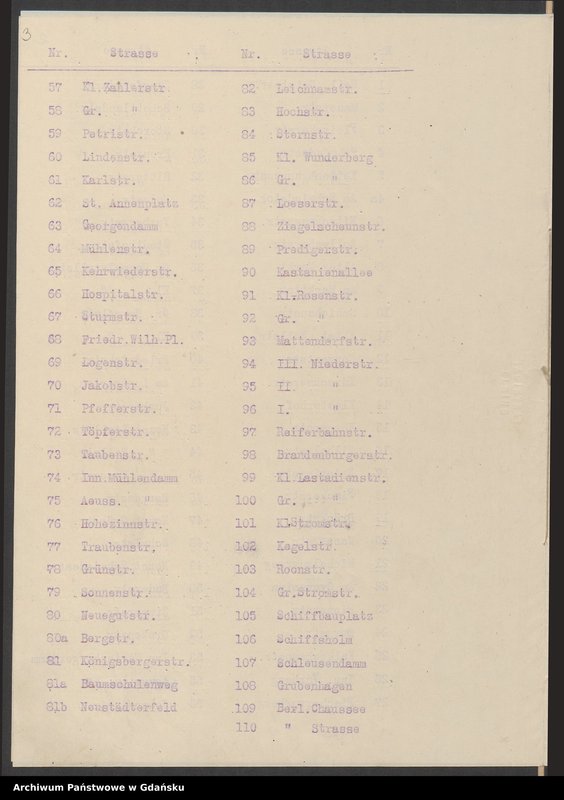 3
Nr. Strasse
57 Kl.Zahlerstr.
58 Gr. "
59 Petristr.
60 Lindenstr.
61 Karlstr.
62 St. Annenplatz
63 Georgendamm
64 Mühlenstr.
65 Kehrwiederstr.
66 Hospitalstr.
67 Sturmstr.
68 Friedr.Wilh.Pl.
69 Logenstr.
70 Jakobstr.
71 Pfefferstr.
72 Töpferstr.
73 Taubenstr.
74 Inn.Mühlendamm
75 Aeuss. "
76 Hohezinnstr.
77 Traubenstr.
78 Grünstr.
79 Sonnenstr.
80 Neuegutstr.
80a Bergstr.
81 Königsbergerstr.
81a Baumschulenweg
81b Neustädterfeld
Nr. Strasse
82 Leichnamstr.
83 Hochstr.
84 Sternstr.
85 Kl. Wunderberg
86 Gr. "
87 Loeserstr.
88 Ziegelscheunstr.
89 Predigerstr.
90 Kastanienallee
91 Kl.Rosenstr.
92 Gr. "
93 Mattendorfstr.
94 III. Niederstr.
95 II "
96 I. "
97 Reiferbahnstr.
98 Brandenburgerstr.
99 Kl.Lastadienstr.
100 Gr. "
101 Kl.Stromstr.
102 Kegelstr.
103 Roonstr.
104 Gr.Stromstr.
105 Schiffbauplatz
106 Schiffsholm
107 Schleusendamm
108 Grubenhagen
109 Berl.Chaussee
110 " Strasse
Archiwum Państwowe w Gdańsku